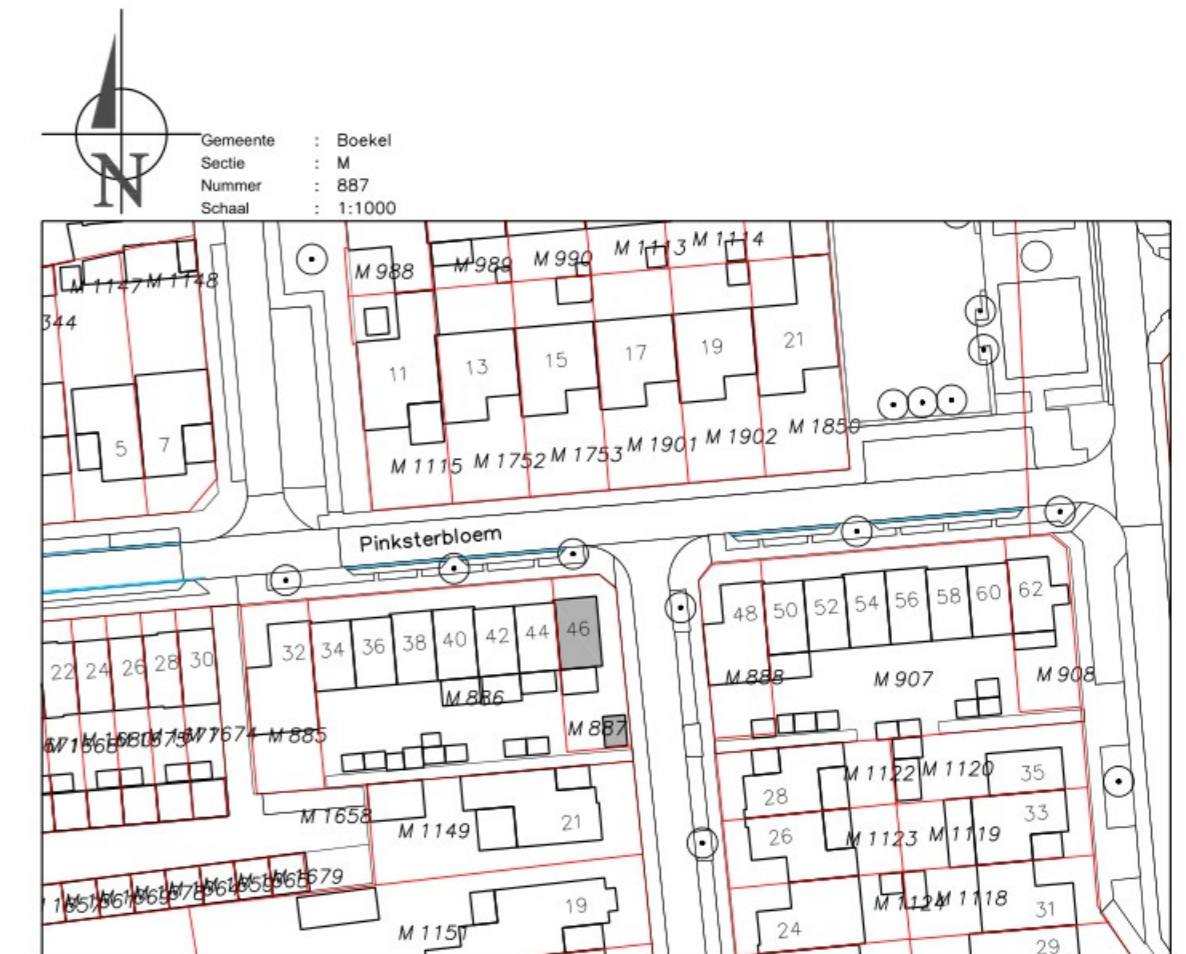 N
Gemeente : Boekel
Sectie : M
Nummer : 887
Schaal : 1:1000
M 1147 M 1148
M 988
M 989
M 990
M 1113
M 1114
344
5
7
11
13
15
17
19
21
M 1115
M 1752
M 1753
M 1901
M 1902
M 1850
Pinksterbloem
22
24
26
28
30
32
34
36
38
40
42
44
46
48
50
52
54
56
58
60
62
M 886
M 887
M 888
M 907
M 908
M 885
M 1658
M 1149
21
28
M 1122
M 1120
35
26
M 1123
M 1119
33
24
M 1124
M 1118
31
29
19
M 1151